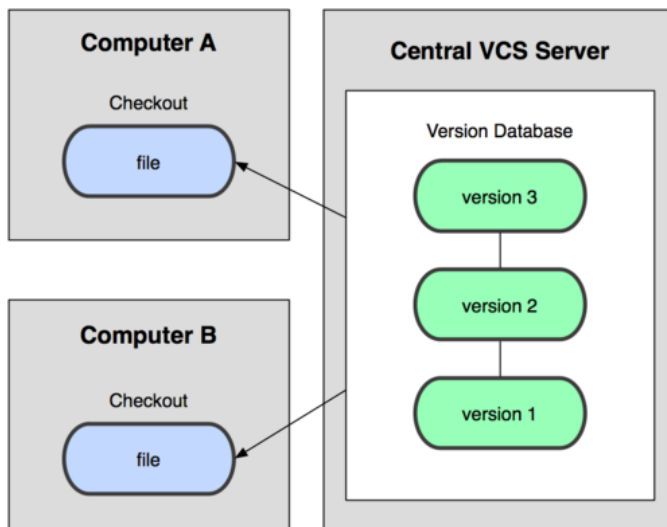 Computer A
Checkout
file
Computer B
Checkout
file
Central VCS Server
Version Database
version 3
version 2
version 1